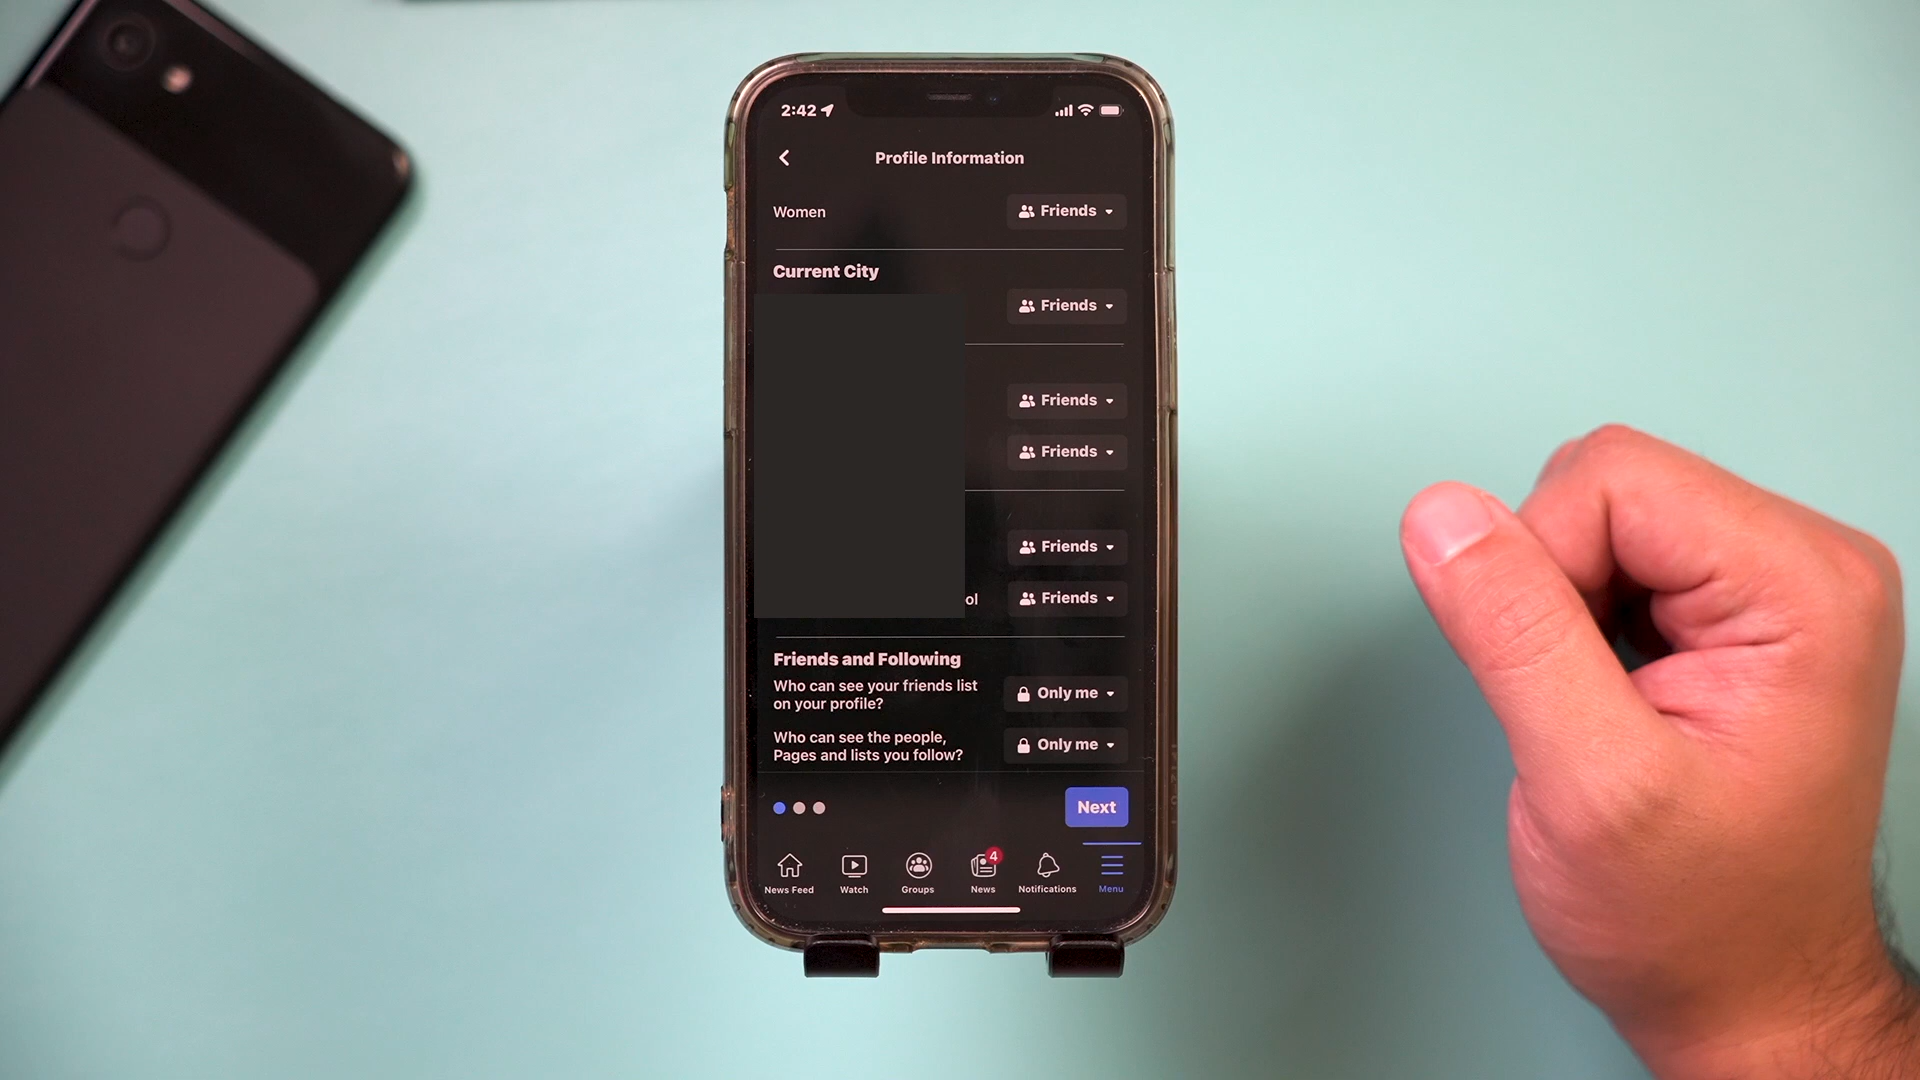 2:42
Profile Information
Women
Friends
Current City
Friends
Friends
Friends
Friends
ol
Friends
Friends and Following
Who can see your friends list
on your profile?
Only me
Who can see the people,
Pages and lists you follow?
Only me
Next
4
News Feed
Watch
Groups
News
Notifications
Menu